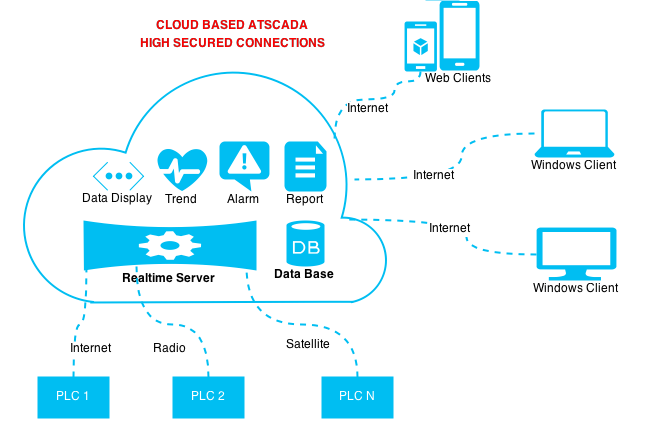 CLOUD BASED ATSCADA
HIGH SECURED CONNECTIONS
Web Clients
Internet
Windows Client
Internet
Data Display
Trend
Alarm
Report
Internet
DB
Realtime Server
Data Base
Windows Client
Internet
Radio
Satellite
PLC 1
PLC 2
PLC N